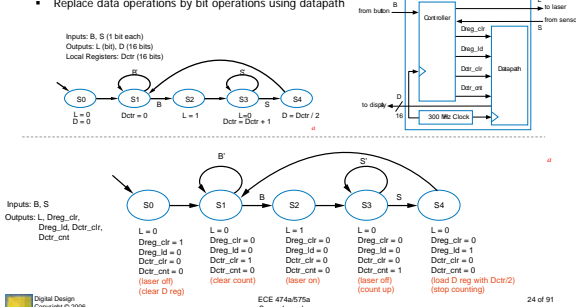 ▪ Replace data operations by bit operations using datapath
Inputs: B, S (1 bit each)
Outputs: L (bit), D (16 bits)
Local Registers: Dctr (16 bits)
B' S'
S0 S1 B S2 S3 S S4
L = 0 Dctr = 0 L = 1 L=0 D = Dctr / 2
D = 0 Dctr = Dctr + 1
a
from button B Controller to laser
from sensor
S
Dreg_clr
Dreg_ld
Dctr_clr Datapath
Dctr_cnt
D
to display
16 300 MHz Clock
a
B' S'
S0 S1 B S2 S3 S S4
Inputs: B, S
Outputs: L, Dreg_clr,
Dreg_ld, Dctr_clr,
Dctr_cnt
L = 0 L = 0 L = 1 L = 0 L = 0
Dreg_clr = 1 Dreg_clr = 0 Dreg_clr = 0 Dreg_clr = 0 Dreg_clr = 0
Dreg_ld = 0 Dreg_ld = 0 Dreg_ld = 0 Dreg_ld = 0 Dreg_ld = 1
Dctr_clr = 0 Dctr_clr = 1 Dctr_clr = 0 Dctr_clr = 0 Dctr_clr = 0
Dctr_cnt = 0 Dctr_cnt = 0 Dctr_cnt = 0 Dctr_cnt = 1 Dctr_cnt = 0
(laser off) (clear count) (laser on) (laser off) (load D reg with Dctr/2)
(clear D reg) (count up) (stop counting)
Digital Design ECE 474a/575a 24 of 91
Copyright © 2006